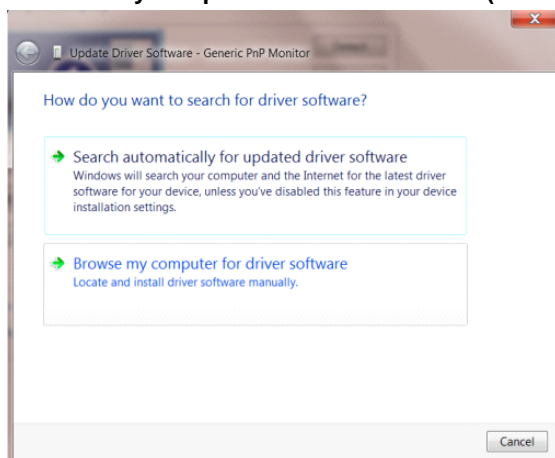 Update Driver Software - Generic PnP Monitor
How do you want to search for driver software?
Search automatically for updated driver software
Windows will search your computer and the Internet for the latest driver
software for your device, unless you've disabled this feature in your device
installation settings.
Browse my computer for driver software
Locate and install driver software manually.
Cancel